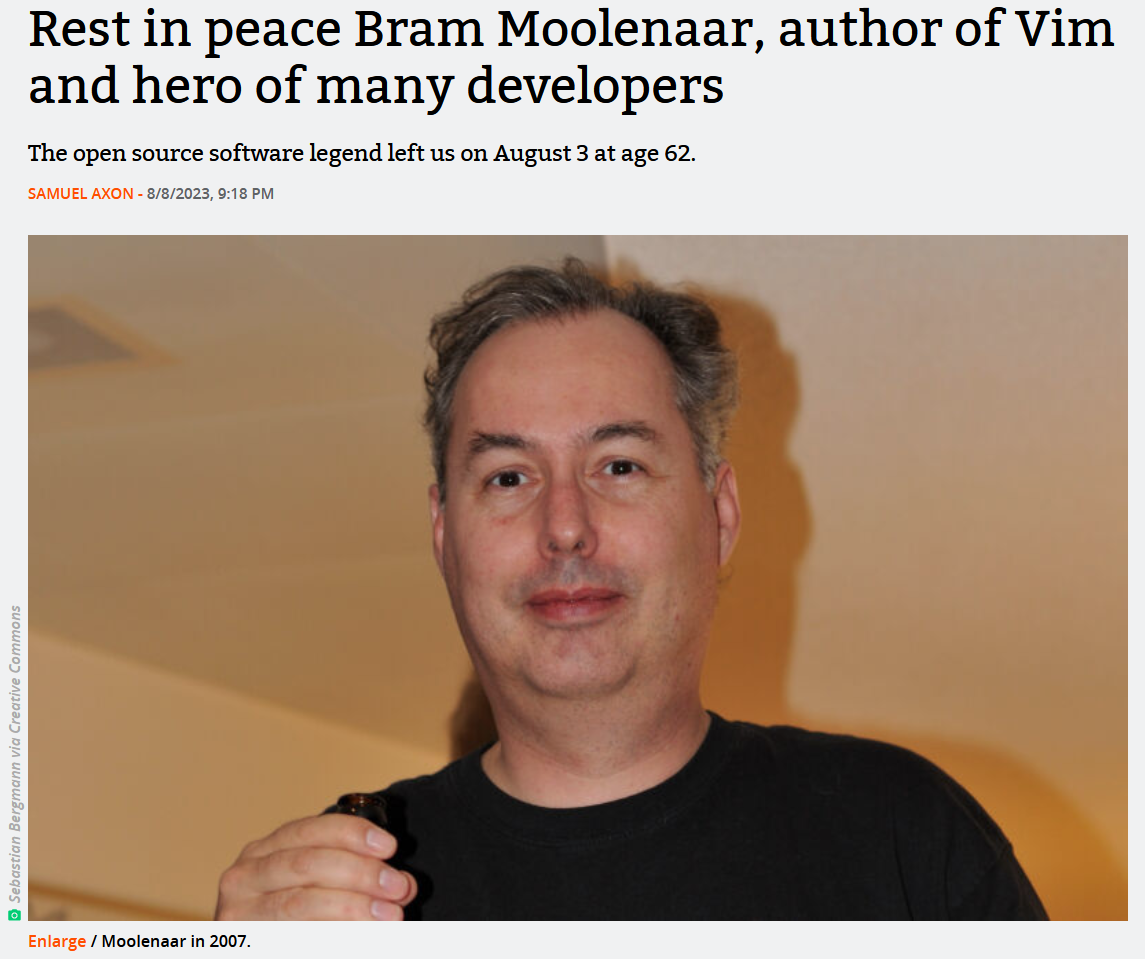 Rest in peace Bram Moolenaar, author of Vim
and hero of many developers
The open source software legend left us on August 3 at age 62.
SAMUEL AXON - 8/8/2023, 9:18 PM
Sebastian Bergmann via Creative Commons
Enlarge / Moolenaar in 2007.